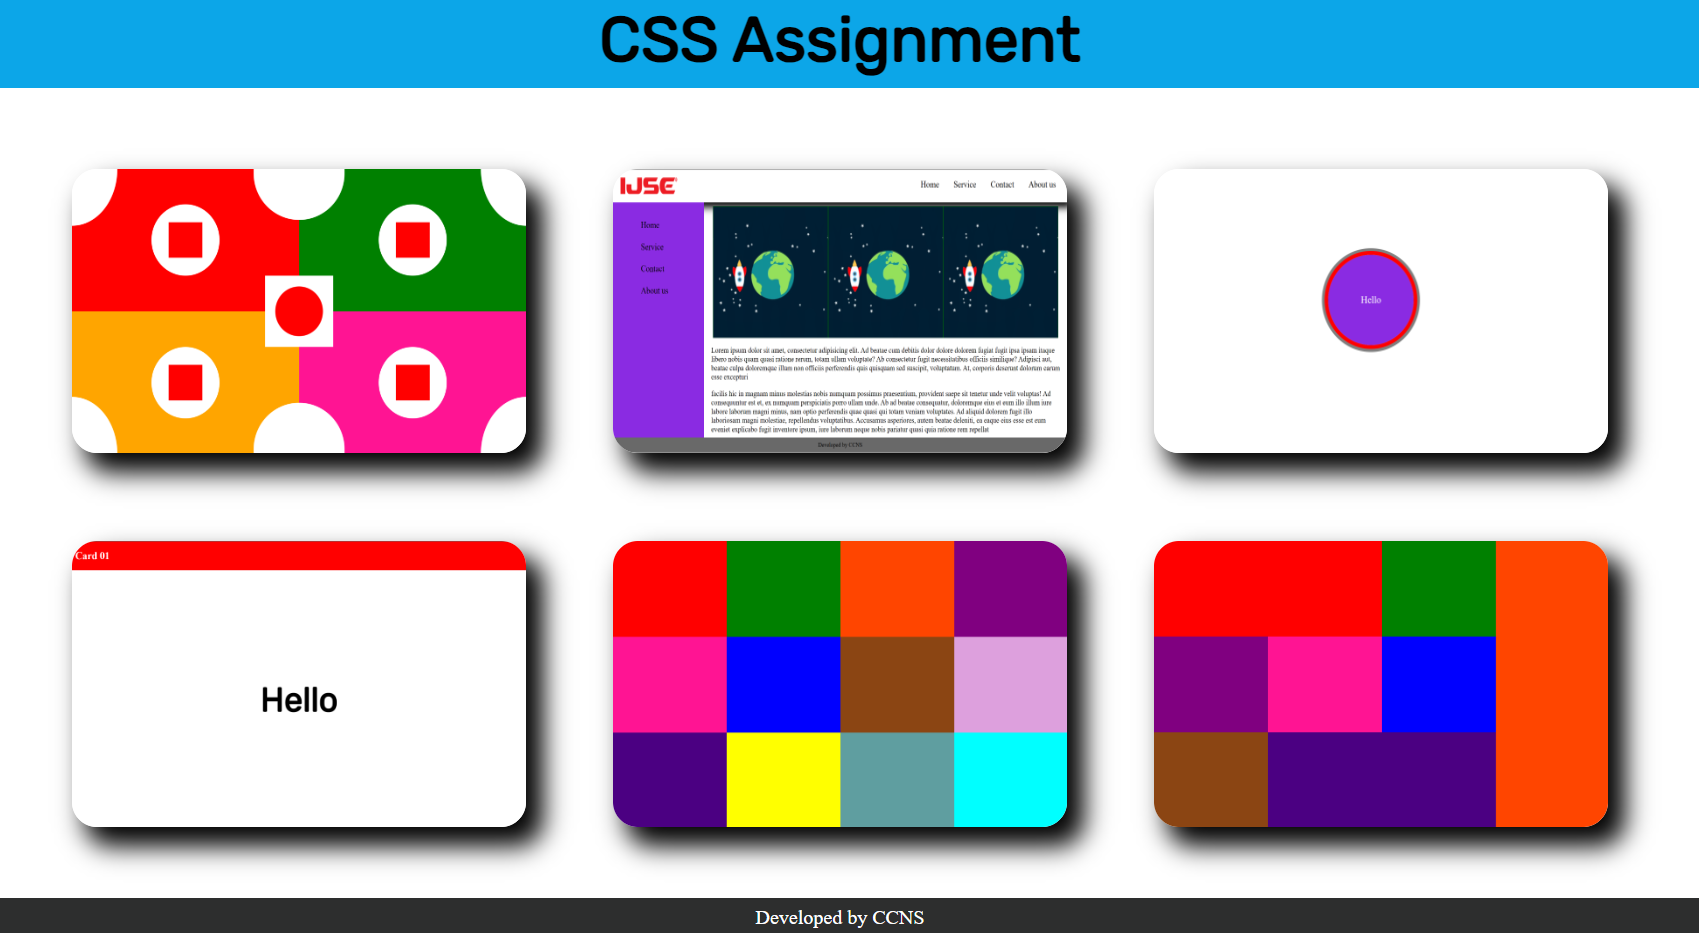 CSS Assignment
IJSE
Home Service Contact About us
Home
Service
Contact
About us
Lorem ipsum dolor sit amet, consectetur adipisicing elit. Ad beatae cum debitis dolor dolore dolorem fugiat fugit ipsa ipsam itaque
libero nobis quam quasi ratione rerum, totam ullam voluptate? Ab consectetur fugit necessitatibus officiis similique? Adipisci aut,
beatae culpa doloremque illum non officiis perferendis quis quisquam sed suscipit, voluptatum. At, corporis deserunt dolorum earum
esse excepturi
facilis hic in magnam minus molestias nobis numquam possimus praesentium, provident saepe sit tenetur unde velit voluptas! Ad
consequuntur est et, ex numquam perspiciatis porro ullam unde. Ab ad beatae consequatur, doloremque eius et eum illo illum iure
labore laborum magni minus, nam optio perferendis quae quasi qui totam veniam voluptates. Ad aliquid dolorem fugit illo
laboriosam magni molestiae, repellendus voluptatibus. Accusamus asperiores, autem beatae deleniti, ea eaque eius esse est eum
eveniet explicabo fugit inventore ipsum, iure laborum neque nobis pariatur quasi quia ratione rem repellat
Developed by CCNS
Hello
Card 01
Hello
Developed by CCNS